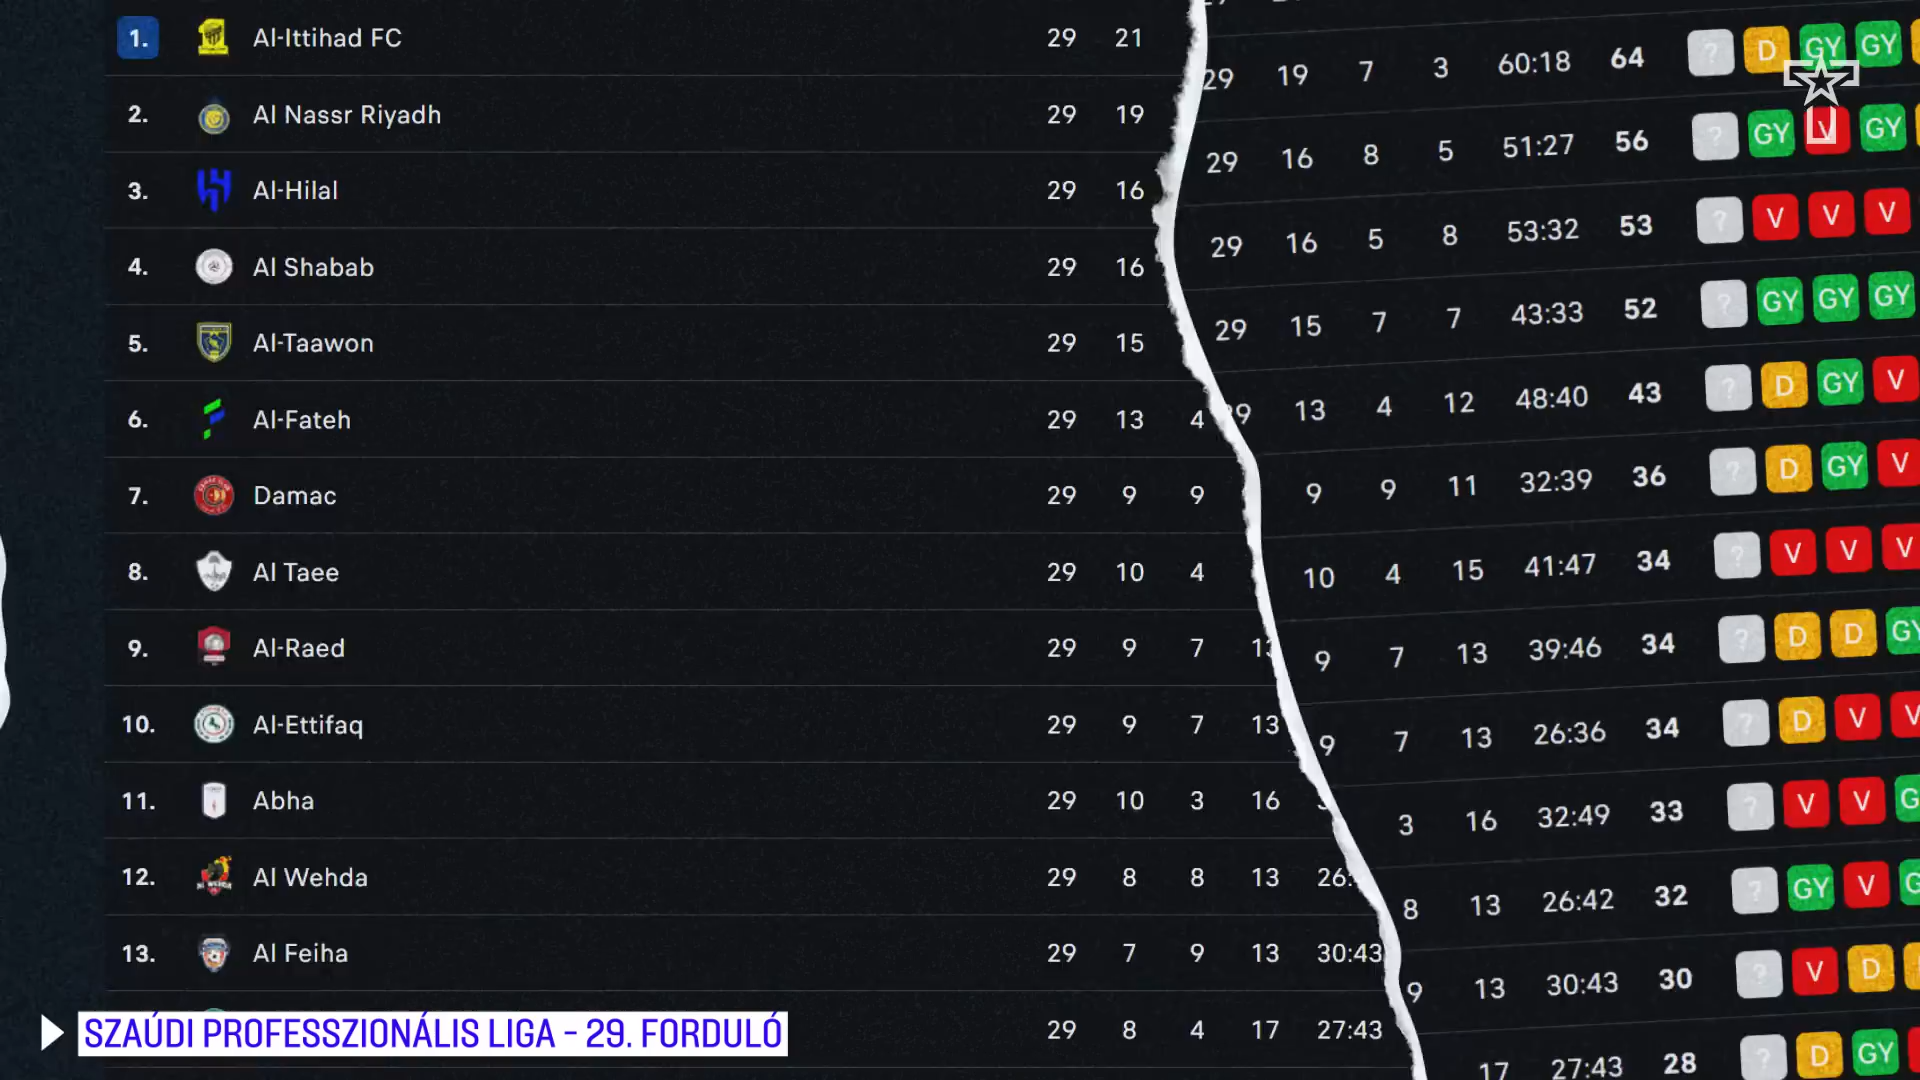 1. Al-Ittihad FC 29 21
2. Al Nassr Riyadh 29 19
3. Al-Hilal 29 16
4. Al Shabab 29 16
5. Al-Taawon 29 15
6. Al-Fateh 29 13 4
7. Damac 29 9 9
8. Al Taee 29 10 4
9. Al-Raed 29 9 7
10. Al-Ettifaq 29 9 7 13
11. Abha 29 10 3 16
12. Al Wehda 29 8 8 13 26:
13. Al Feiha 29 7 9 13 30:43
29 8 4 17 27:43
29 19 7 3 60:18 64 ? D GY GY
29 16 8 5 51:27 56 ? GY V GY
29 16 5 8 53:32 53 ? V V V
29 15 7 7 43:33 52 ? GY GY GY
29 13 4 12 48:40 43 ? D GY V
9 9 11 32:39 36 ? D GY V
10 4 15 41:47 34 ? V V V
9 7 13 39:46 34 ? D D GY
9 7 13 26:36 34 ? D V V
3 16 32:49 33 ? V V
8 13 26:42 32 ? GY V
9 13 30:43 30 ? V D
17 27:43 28 ? D GY
SZAÚDI PROFESSZIONÁLIS LIGA – 29. FORDULÓ